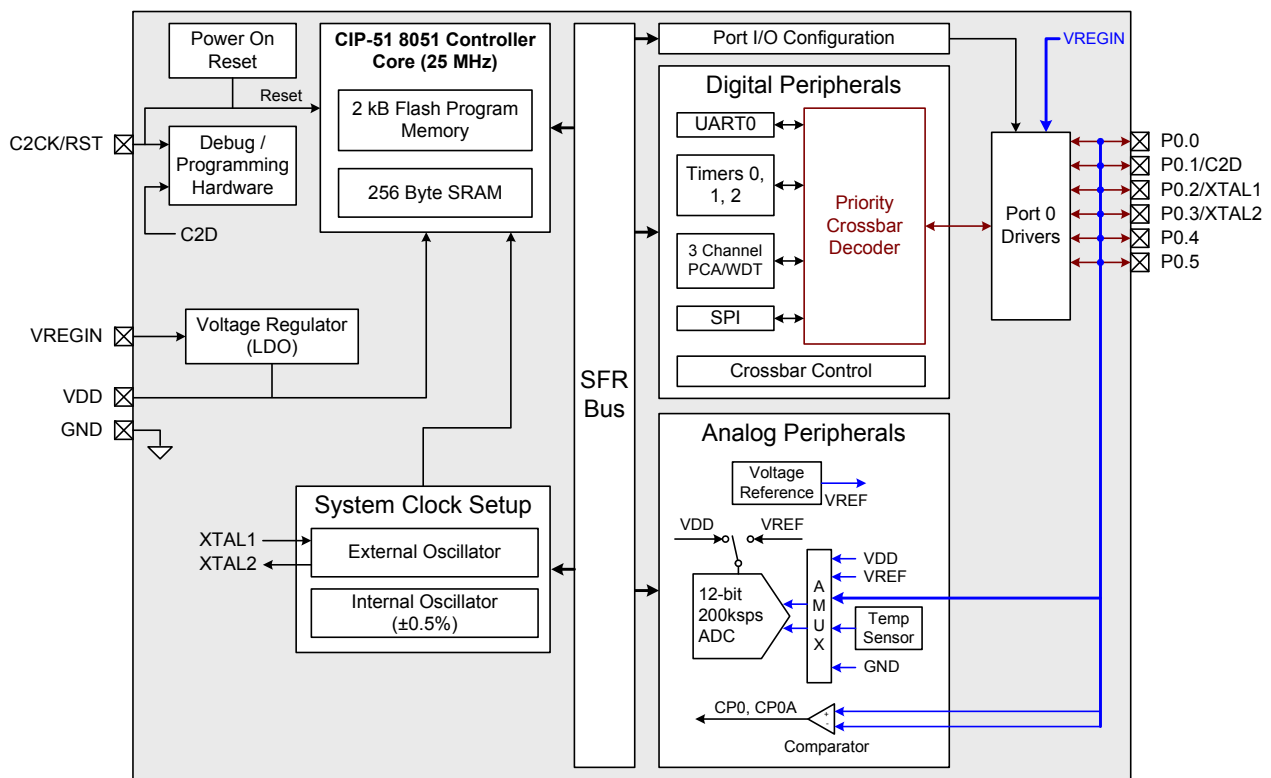 Power On
Reset
Reset
C2CK/RST
Debug /
Programming
Hardware
C2D
CIP-51 8051 Controller
Core (25 MHz)
2 kB Flash Program
Memory
256 Byte SRAM
VREGIN
Voltage Regulator
(LDO)
VDD
GND
System Clock Setup
XTAL1
XTAL2
External Oscillator
Internal Oscillator
(±0.5%)
SFR
Bus
Port I/O Configuration
Digital Peripherals
UART0
Timers 0,
1, 2
3 Channel
PCA/WDT
SPI
Priority
Crossbar
Decoder
Crossbar Control
VREGIN
Port 0
Drivers
P0.0
P0.1/C2D
P0.2/XTAL1
P0.3/XTAL2
P0.4
P0.5
Analog Peripherals
Voltage
Reference
VREF
VDD
VREF
12-bit
200ksps
ADC
A
M
U
X
VDD
VREF
Temp
Sensor
GND
CP0, CP0A
+
-
Comparator